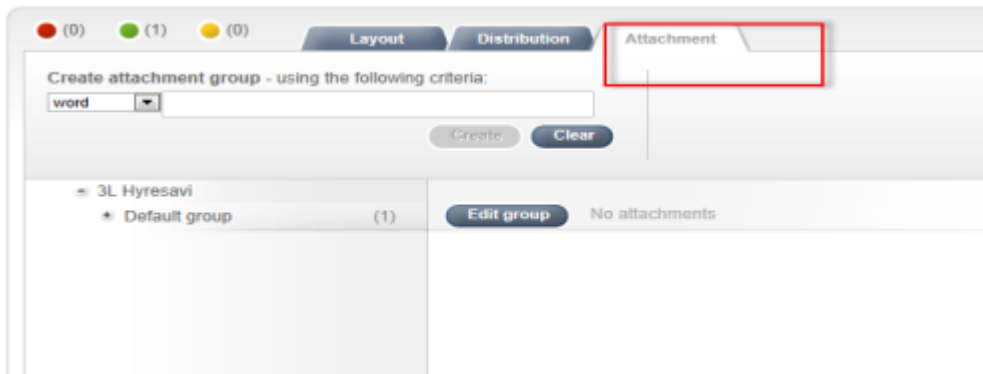 (0) (1) (0) Layout Distribution Attachment
Create attachment group - using the following criteria:
word
Create Clear
3L Hyresavi
Default group (1) Edit group No attachments